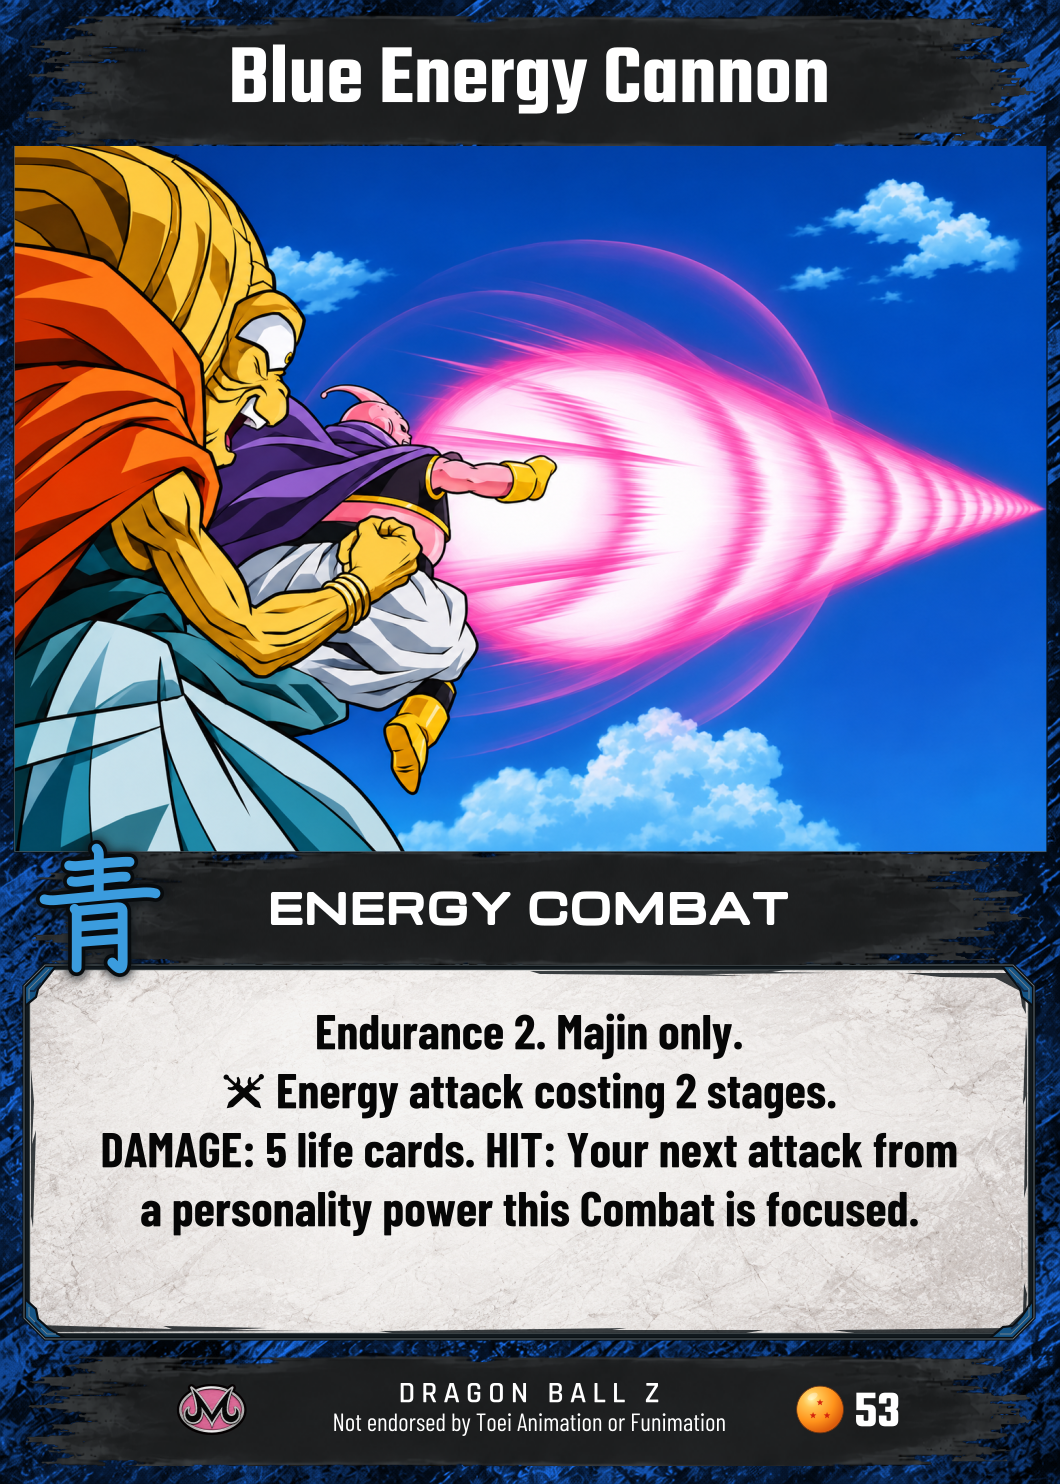 Blue Energy Cannon
青
ENERGY COMBAT
Endurance 2. Majin only.
Energy attack costing 2 stages.
DAMAGE: 5 life cards. HIT: Your next attack from
a personality power this Combat is focused.
M
DRAGON BALL Z
Not endorsed by Toei Animation or Funimation
53